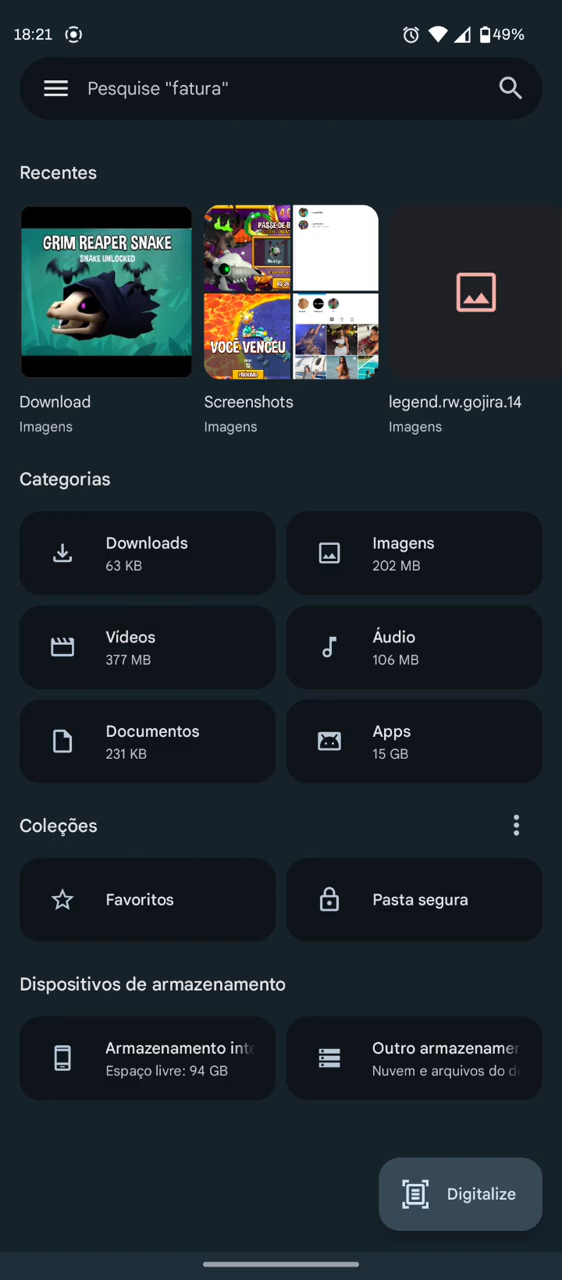 18:21
49%
Pesquise "fatura"
Recentes
GRIM REAPER SNAKE
SNAKE UNLOCKED
PASSE DE B
VOCÊ VENCEU
Download
Imagens
Screenshots
Imagens
legend.rw.gojira.14
Imagens
Categorias
Downloads
63 KB
Imagens
202 MB
Vídeos
377 MB
Áudio
106 MB
Documentos
231 KB
Apps
15 GB
Coleções
Favoritos
Pasta segura
Dispositivos de armazenamento
Armazenamento inte
Espaço livre: 94 GB
Outro armazenamen
Nuvem e arquivos do d
Digitalize